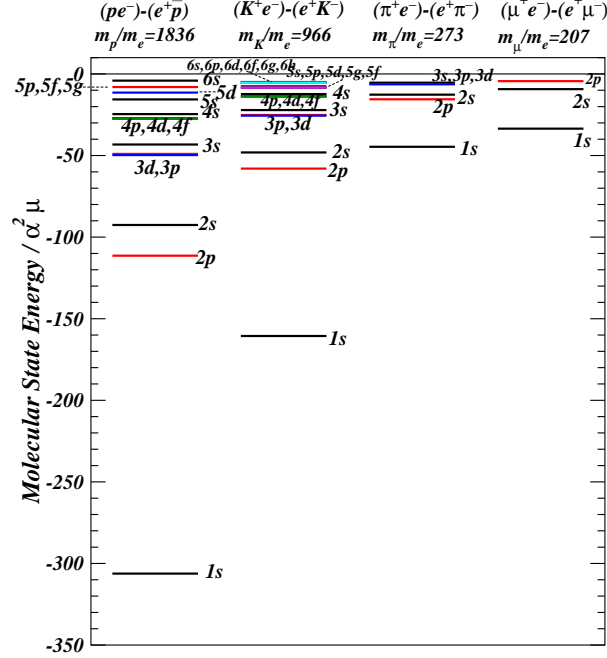 (pe⁻)-(e⁺p̅) (K⁺e⁻)-(e⁺K⁻) (π⁺e⁻)-(e⁺π⁻) (μ⁺e⁻)-(e⁺μ⁻)
m_p/m_e=1836 m_K/m_e=966 m_π/m_e=273 m_μ/m_e=207
6s,6p,6d,6f,6g,6h
5s,5p,5d,5g,5f
0
6s
3s,3p,3d
2p
5p,5f,5g
5d
4s
2s
2s
5s
4p,4d,4f
2p
4s
3s
4p,4d,4f
3p,3d
1s
3s
1s
-50
2s
3d,3p
2p
2s
-100
2p
-150
1s
-200
-250
-300
1s
-350
Molecular State Energy / α² μ